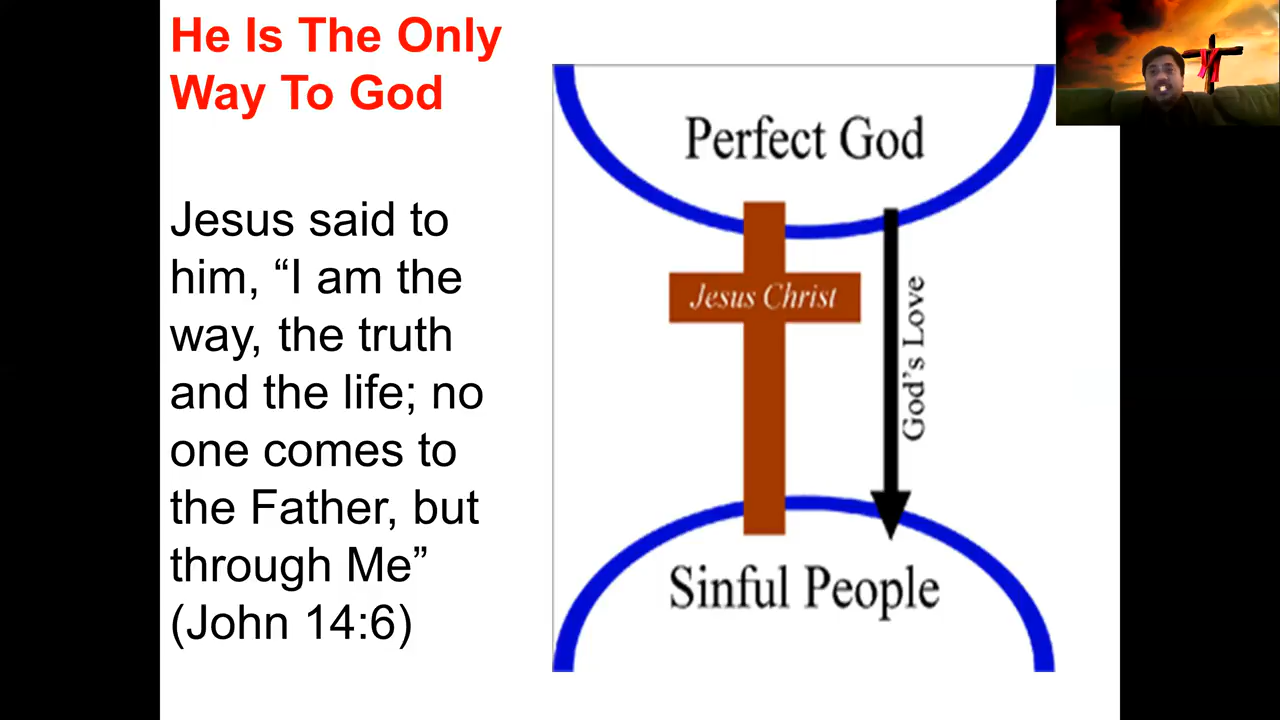 He Is The Only
Way To God
Jesus said to
him, “I am the
way, the truth
and the life; no
one comes to
the Father, but
through Me”
(John 14:6)
Perfect God
Jesus Christ
God's Love
Sinful People